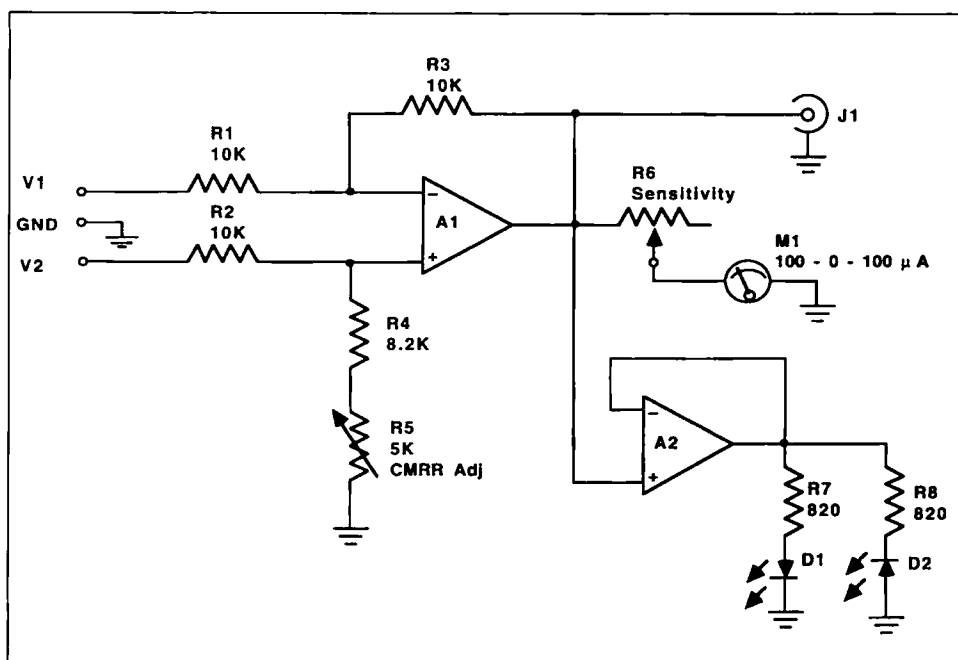 R3
10K
J1
R1
10K
R6
Sensitivity
V1
−
A1
GND
R2
10K
M1
100 - 0 - 100 µA
V2
+
R4
8.2K
R5
5K
CMRR Adj
−
A2
+
R7
820
R8
820
D1
D2